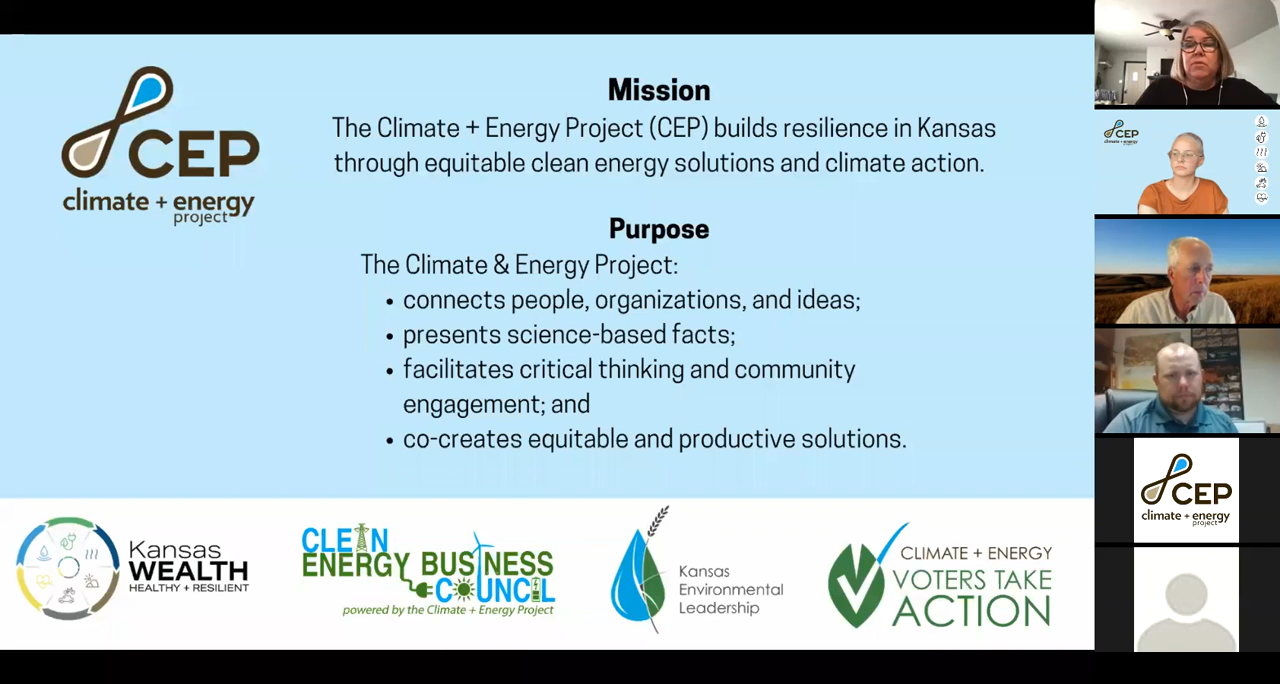 CEP
climate + energy
project
Mission
The Climate + Energy Project (CEP) builds resilience in Kansas
through equitable clean energy solutions and climate action.
Purpose
The Climate & Energy Project:
• connects people, organizations, and ideas;
• presents science-based facts;
• facilitates critical thinking and community
engagement; and
• co-creates equitable and productive solutions.
Kansas
WEALTH
HEALTHY + RESILIENT
CLEAN
ENERGY BUSINESS
COUNCIL
powered by the Climate + Energy Project
Kansas
Environmental
Leadership
CLIMATE + ENERGY
VOTERS TAKE
ACTION
CEP
climate + energy
project
CEP
climate + energy
project